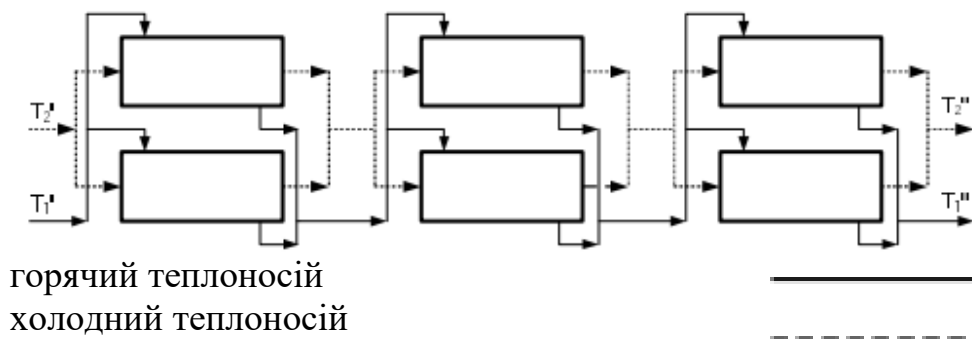 T₂' T₂"
T₁' T₁"
горячий теплоносій
холодний теплоносій